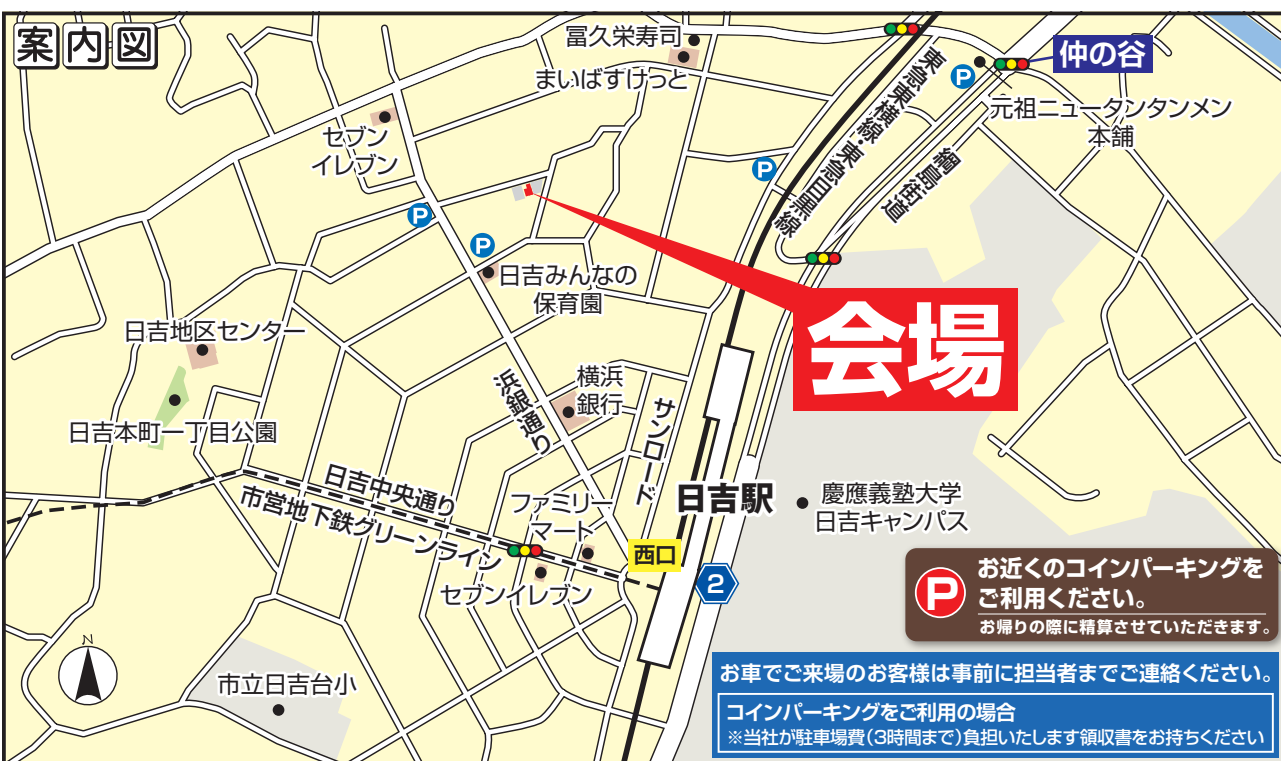 案内図
冨久栄寿司
まいばすけっと
仲の谷
P
元祖ニュータンタンメン
本舗
東急東横線・東急目黒線
綱島街道
セブン
イレブン
P
P
P
日吉みんなの
保育園
会場
日吉地区センター
日吉本町一丁目公園
浜銀通り
横浜
銀行
サンロード
日吉中央通り
市営地下鉄グリーンライン
ファミリー
マート
セブンイレブン
日吉駅
西口
2
慶應義塾大学
日吉キャンパス
N
市立日吉台小
P
お近くのコインパーキングを
ご利用ください。
お帰りの際に精算させていただきます。
お車でご来場のお客様は事前に担当者までご連絡ください。
コインパーキングをご利用の場合
※当社が駐車場費(3時間まで)負担いたします領収書をお持ちください